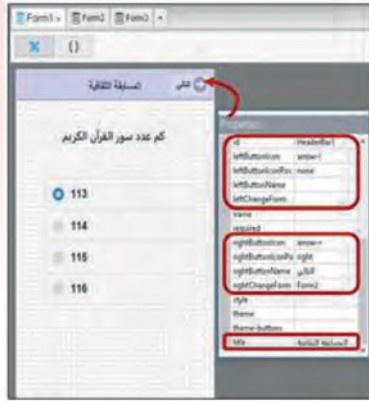 Form1 Form2 Form3 +
{ }
المسابقة الثقافية التالي
كم عدد سور القرآن الكريم
113
114
115
116
id HeaderBar1
leftButtonIcon arrow-l
leftButtonIconPos none
leftButtonName
leftChangeForm
name
required
rightButtonIcon arrow-r
rightButtonIconPo right
rightButtonName التالي
rightChangeForm Form2
style
theme
theme-buttons
title المسابقة الثقافية